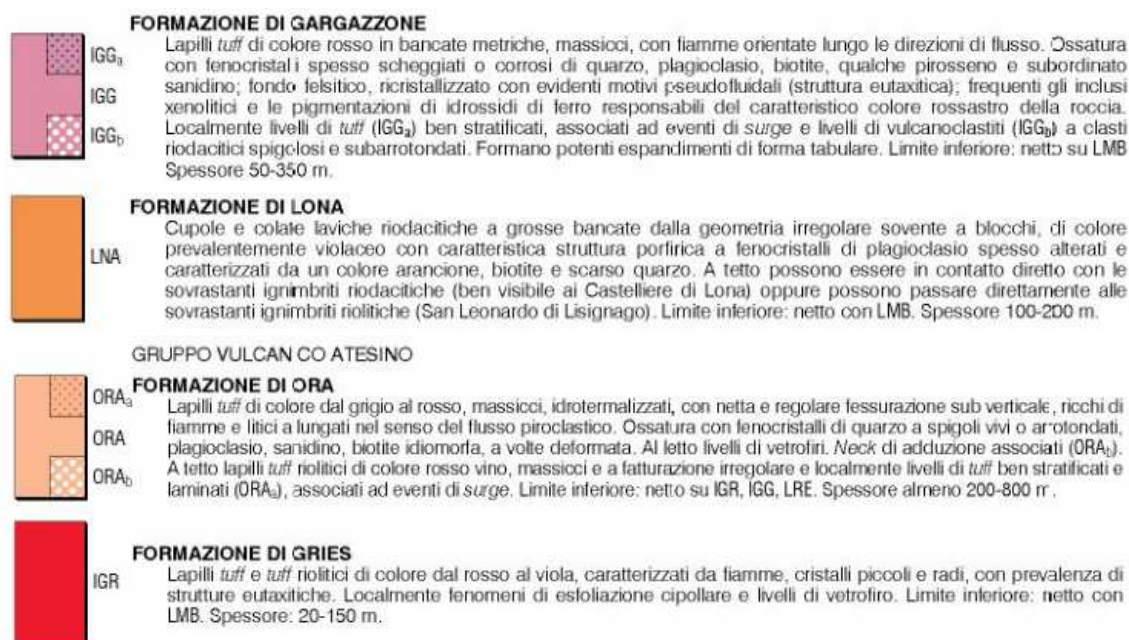 FORMAZIONE DI GARGAZZONE
IGGa
IGG
IGGb
Lapilli tuff di colore rosso in bancate metriche, massicci, con fiamme orientate lungo le direzioni di flusso. Ossatura
con fenocristalli spesso scheggiati o corrosi di quarzo, plagioclasio, biotite, qualche pirosseno e subordinato
sanidino; fondo felsitico, ricristallizzato con evidenti motivi pseudofluidali (struttura eutaxitica); frequenti gli inclusi
xenolitici e le pigmentazioni di idrossidi di ferro responsabili del caratteristico colore rossastro della roccia.
Localmente livelli di tuff (IGGa) ben stratificati, associati ad eventi di surge e livelli di vulcanoclastiti (IGGb) a clasti
riodacitici spigolosi e subarrotondati. Formano potenti espandimenti di forma tabulare. Limite inferiore: netto su LMB
Spessore 50-350 m.
FORMAZIONE DI LONA
LNA
Cupole e colate laviche riodacitiche a grosse bancate dalla geometria irregolare sovente a blocchi, di colore
prevalentemente violaceo con caratteristica struttura porfirica a fenocristalli di plagioclasio spesso alterati e
caratterizzati da un colore arancione, biotite e scarso quarzo. A tetto possono essere in contatto diretto con le
sovrastanti ignimbriti riodacitiche (ben visibile ai Castelliere di Lona) oppure possono passare direttamente alle
sovrastanti ignimbriti riolitiche (San Leonardo di Lisignago). Limite inferiore: netto con LMB. Spessore 100-200 m.
GRUPPO VULCAN CO ATESINO
FORMAZIONE DI ORA
ORAa
ORA
ORAb
Lapilli tuff di colore dal grigio al rosso, massicci, idrotermalizzati, con netta e regolare fessurazione sub verticale, ricchi di
fiamme e litici a lungati nel senso del flusso piroclastico. Ossatura con fenocristalli di quarzo a spigoli vivi o arrotondati,
plagioclasio, sanidino, biotite idiomorfa, a volte deformata. Al letto livelli di vetrofiri. Neck di adduzione associati (ORAb).
A tetto lapilli tuff riolitici di colore rosso vino, massicci e a fatturazione irregolare e localmente livelli di tuff ben stratificati e
laminati (ORAa), associati ad eventi di surge. Limite inferiore: netto su IGR, IGG, LRE. Spessore almeno 200-800 m.
FORMAZIONE DI GRIES
IGR
Lapilli tuff e tuff riolitici di colore dal rosso al viola, caratterizzati da fiamme, cristalli piccoli e radi, con prevalenza di
strutture eutaxitiche. Localmente fenomeni di esfoliazione cipollare e livelli di vetrofiro. Limite inferiore: netto con
LMB. Spessore: 20-150 m.